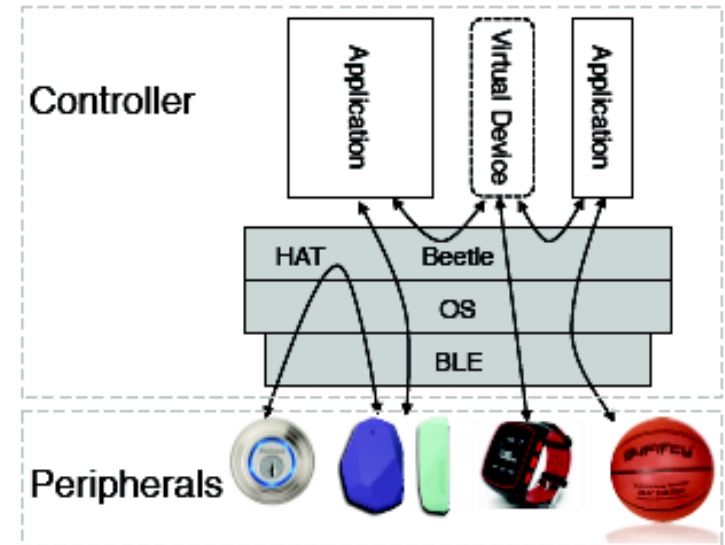 Controller
Application
Virtual Device
Application
HAT
Beetle
OS
BLE
Peripherals